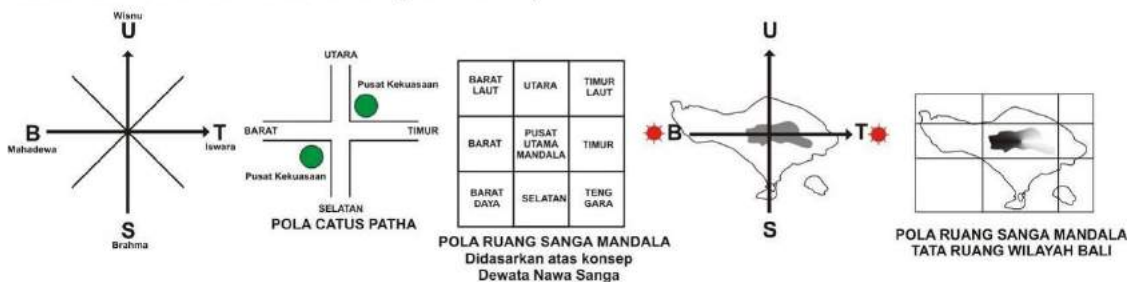 Wisnu
U
B
Mahadewa
T
Iswara
S
Brahma
UTARA
Pusat Kekuasaan
BARAT
TIMUR
Pusat Kekuasaan
SELATAN
POLA CATUS PATHA
BARAT LAUT
UTARA
TIMUR LAUT
BARAT
PUSAT UTAMA MANDALA
TIMUR
BARAT DAYA
SELATAN
TENG GARA
POLA RUANG SANGA MANDALA
Didasarkan atas konsep
Dewata Nawa Sanga
U
B
T
S
POLA RUANG SANGA MANDALA
TATA RUANG WILAYAH BALI